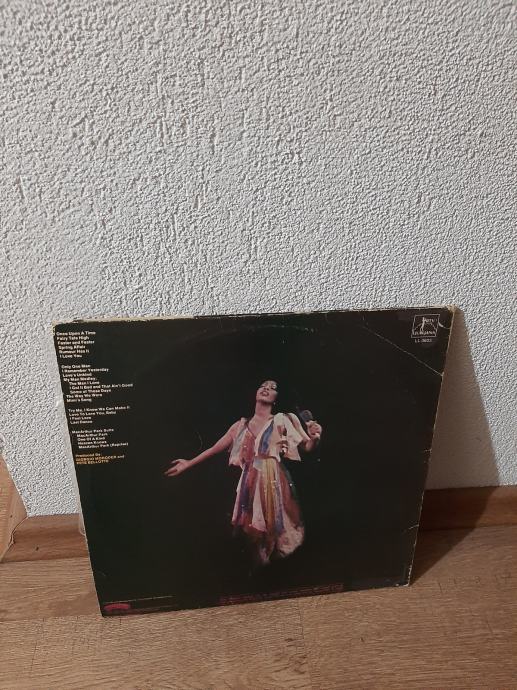 Once Upon A Time
Fairy Tale High
Faster and Faster
Spring Affair
Rumour Has It
I Love You
Only One Man
I Remember Yesterday
Love's Unkind
My Man Medley:
The Man I Love
I Got It Bad and That Ain't Good
Some of These Days
The Way We Were
Mimi's Song
Try Me, I Know We Can Make It
Love To Love You, Baby
I Feel Love
Last Dance
MacArthur Park Suite
MacArthur Park
One Of A Kind
Heaven Knows
MacArthur Park (Reprise)
Produced By:
GIORGIO MORODER and
PETE BELLOTTE